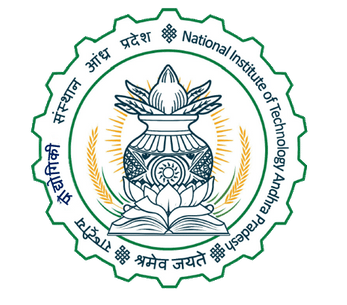 राष्ट्रीय प्रौद्योगिकी संस्थान आंध्र प्रदेश
National Institute of Technology Andhra Pradesh
श्रमेव जयते